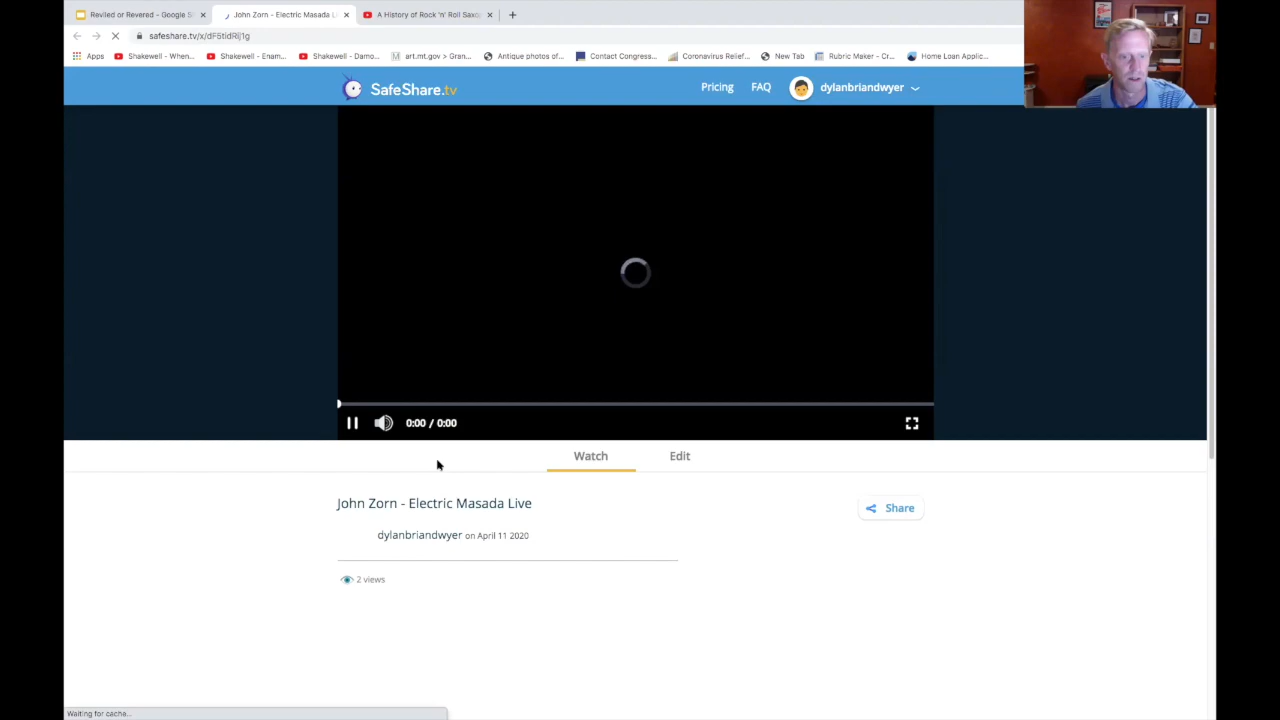 Reviled or Revered - Google S
John Zorn - Electric Masada Li
A History of Rock 'n' Roll Saxo
safeshare.tv/x/dF5tidRlj1g
Apps
Shakewell - When...
Shakewell - Enam...
Shakewell - Damo...
art.mt.gov > Gran...
Antique photos of...
Contact Congress...
Coronavirus Relief...
New Tab
Rubric Maker - Cr...
Home Loan Applic...
SafeShare.tv
Pricing
FAQ
dylanbriandwyer
0:00 / 0:00
Watch
Edit
John Zorn - Electric Masada Live
Share
dylanbriandwyer on April 11 2020
2 views
Waiting for cache...